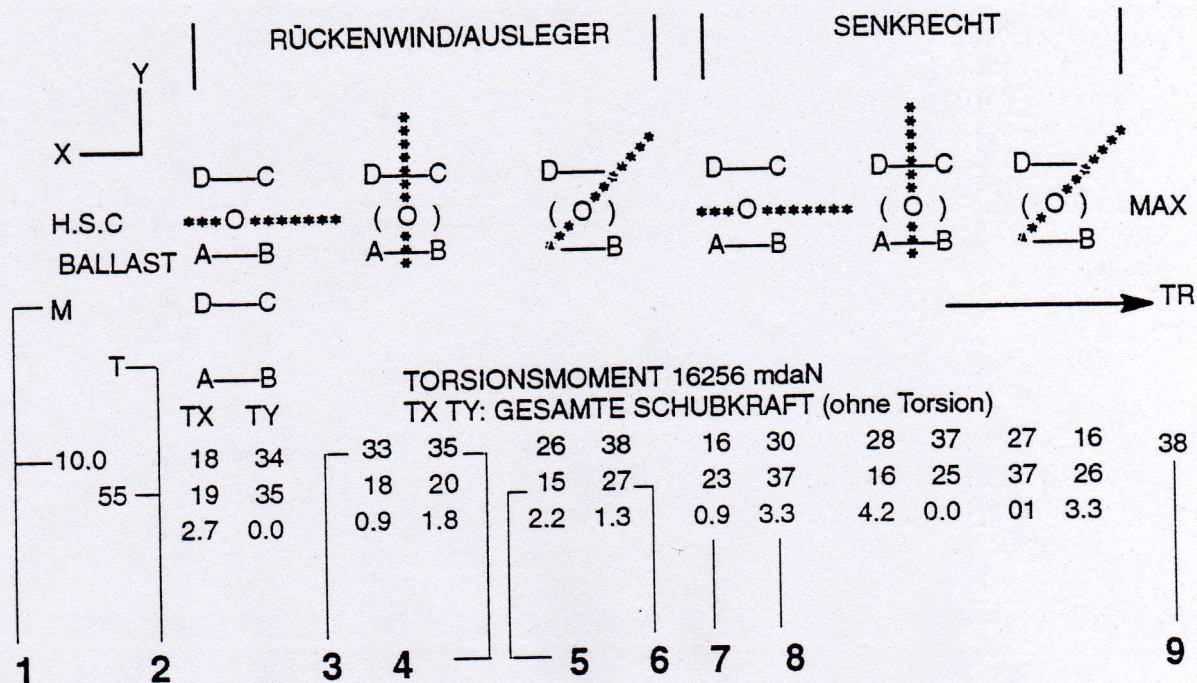 RÜCKENWIND/AUSLEGER SENKRECHT
Y
X
D C D C D D C D C D
H.S.C O ( O ) ( O ) O ( O ) ( O ) MAX
BALLAST A B A B B A B A B B
M D C TR
T
A B TORSIONSMOMENT 16256 mdaN
TX TY TX TY: GESAMTE SCHUBKRAFT (ohne Torsion)
10.0 18 34 33 35 26 38 16 30 28 37 27 16 38
55 19 35 18 20 15 27 23 37 16 25 37 26
2.7 0.0 0.9 1.8 2.2 1.3 0.9 3.3 4.2 0.0 01 3.3
1 2 3 4 5 6 7 8 9